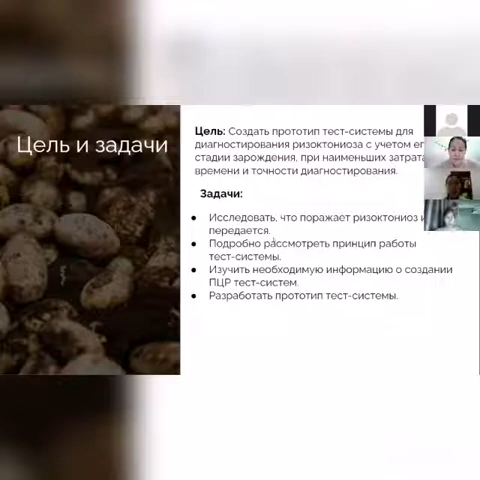 Цель и задачи
Цель: Создать прототип тест-системы для
диагностирования ризоктониоза с учетом
стадии зарождения, при наименьших
времени и точности диагностирования.
Задачи:
● Исследовать, что поражает ризоктониоз и
передается.
● Подробно рассмотреть принцип работы
тест-системы.
● Изучить необходимую информацию о создании
ПЦР тест-систем.
● Разработать прототип тест-системы.